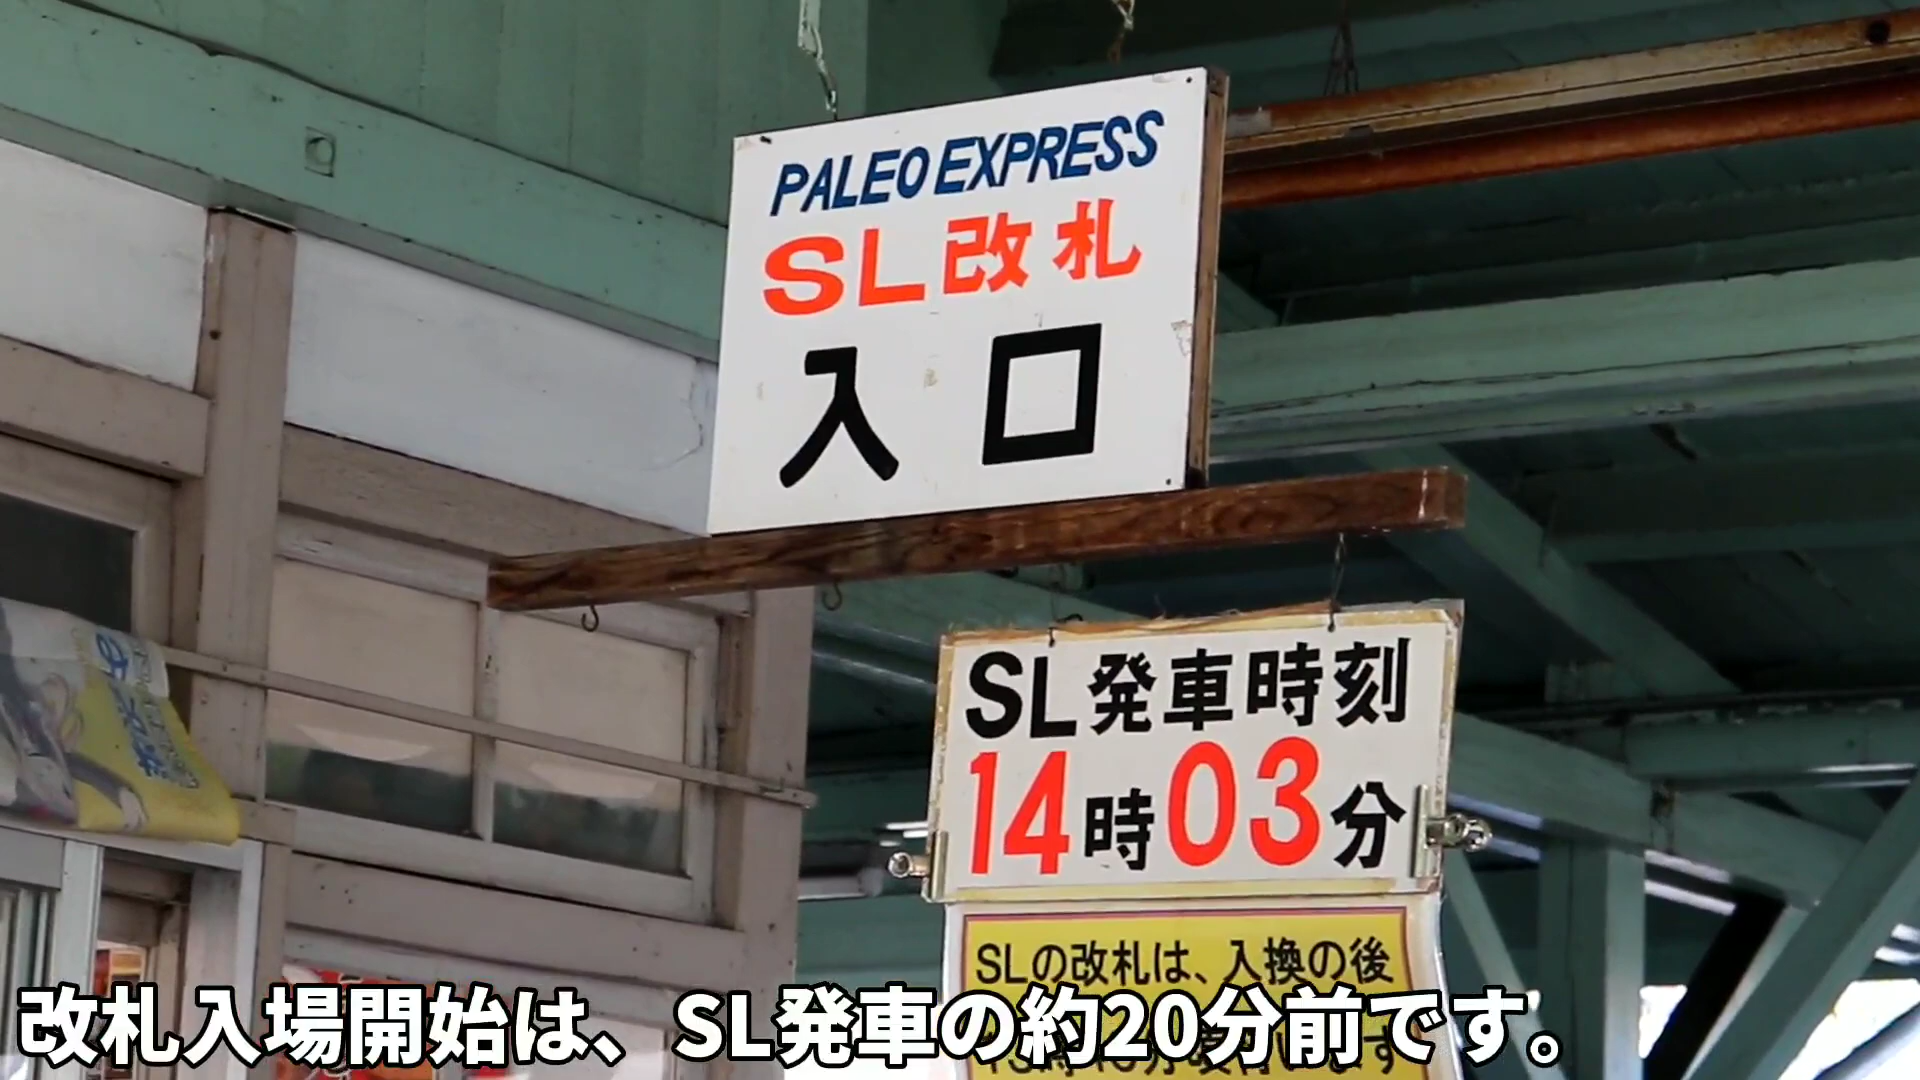 PALEO EXPRESS
SL改札
入口
SL発車時刻
14時03分
SLの改札は、入換の後
改札入場開始は、SL発車の約20分前です。